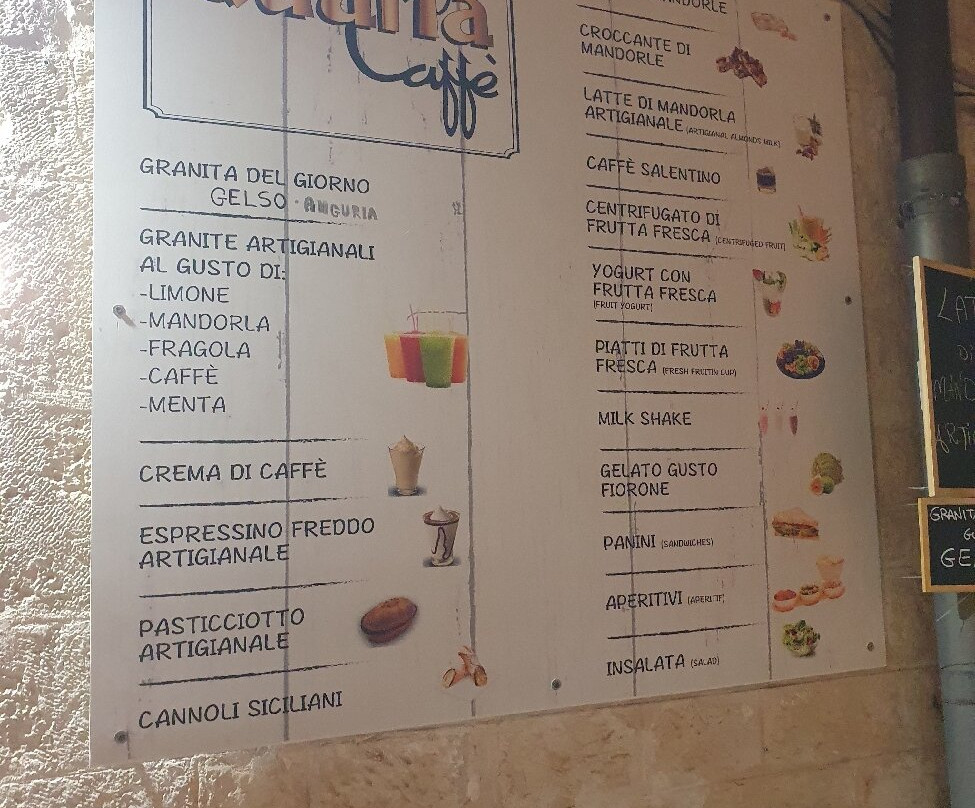 Caffè
GRANITA DEL GIORNO
GELSO · ANGURIA
GRANITE ARTIGIANALI
AL GUSTO DI:
-LIMONE
-MANDORLA
-FRAGOLA
-CAFFÈ
-MENTA
CREMA DI CAFFÈ
ESPRESSINO FREDDO
ARTIGIANALE
PASTICCIOTTO
ARTIGIANALE
CANNOLI SICILIANI
CROCCANTE DI
MANDORLE
LATTE DI MANDORLA
ARTIGIANALE (ARTIGIANAL ALMONDS MILK)
CAFFÈ SALENTINO
CENTRIFUGATO DI
FRUTTA FRESCA (CENTRIFUGED FRUIT)
YOGURT CON
FRUTTA FRESCA
(FRUIT YOGURT)
PIATTI DI FRUTTA
FRESCA (FRESH FRUITIN CUP)
MILK SHAKE
GELATO GUSTO
FIORONE
PANINI (SANDWICHES)
APERITIVI (APERITIF)
INSALATA (SALAD)